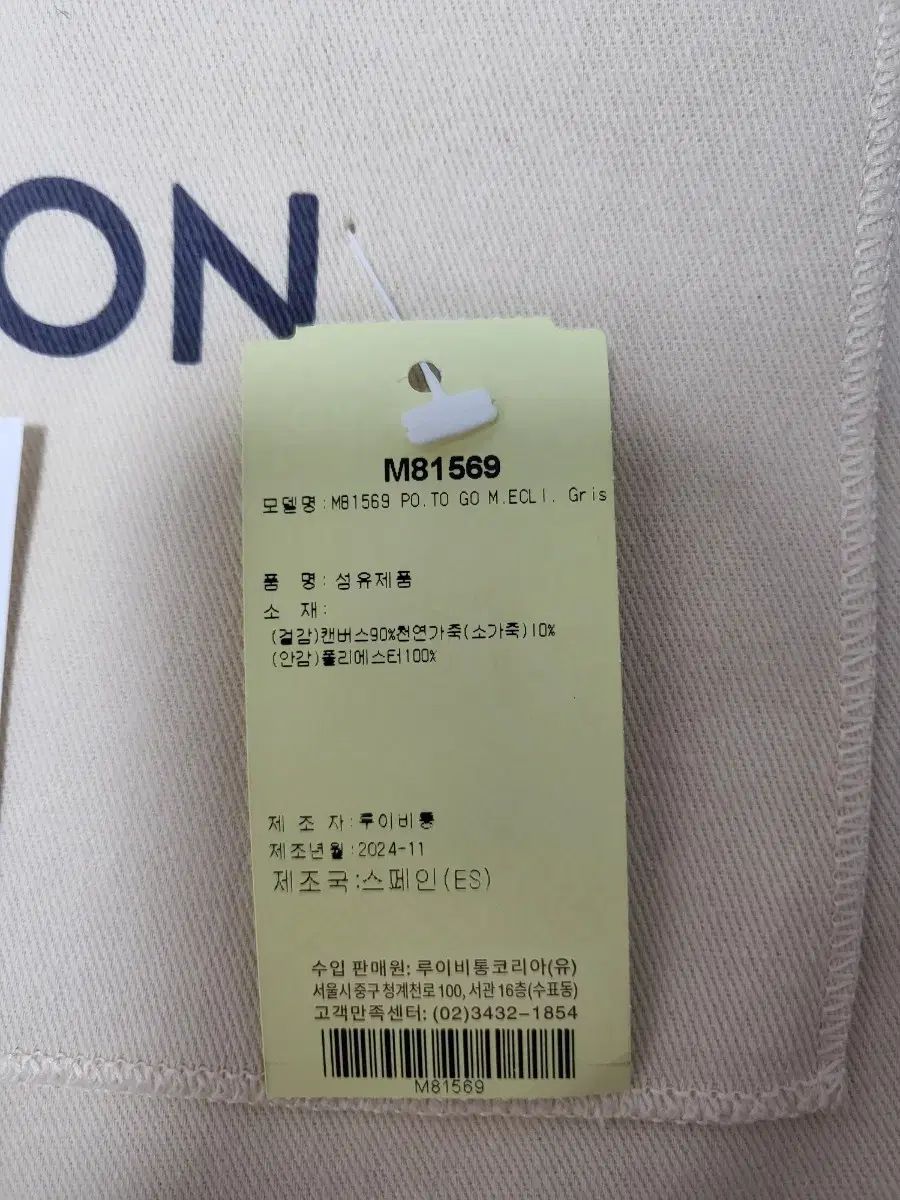 ON
M81569
모델명:M81569 PO.TO GO M.ECLI. Gris
품 명: 섬유제품
소 재:
(겉감)캔버스90%천연가죽(소가죽)10%
(안감)폴리에스터100%
제 조 자:루이비통
제조년월:2024-11
제조국:스페인(ES)
수입 판매원: 루이비통코리아(유)
서울시 중구 청계천로 100, 서관 16층(수표동)
고객만족센터: (02)3432-1854
M81569